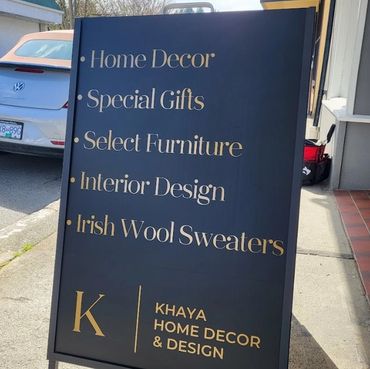 • Home Decor
• Special Gifts
• Select Furniture
• Interior Design
• Irish Wool Sweaters
K
KHAYA
HOME DECOR
& DESIGN